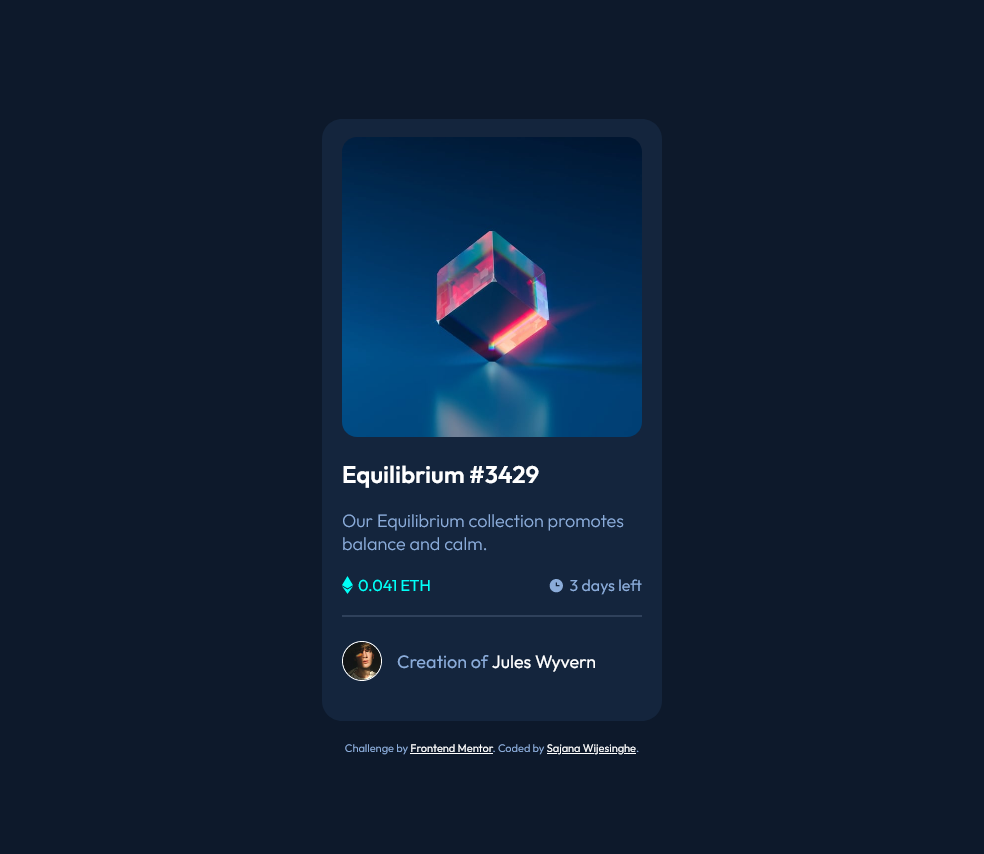 Equilibrium #3429
Our Equilibrium collection promotes
balance and calm.
0.041 ETH
3 days left
Creation of Jules Wyvern
Challenge by Frontend Mentor. Coded by Sajana Wijesinghe.